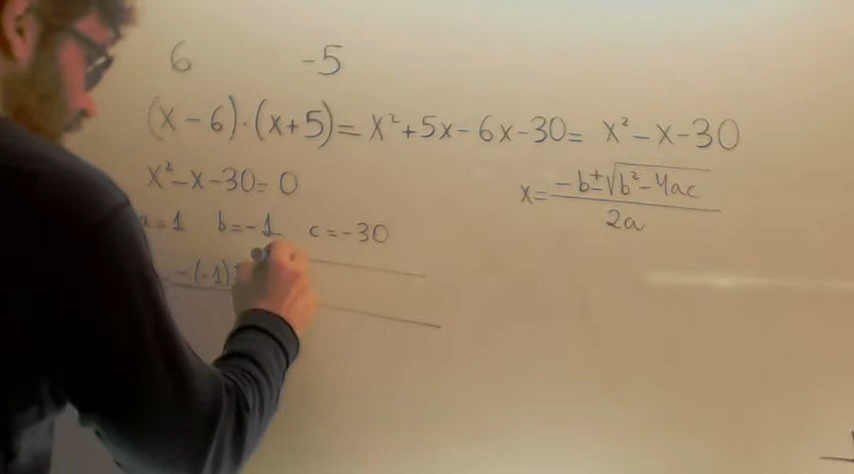 6 -5
(x-6)·(x+5)=x²+5x-6x-30= x²-x-30
x²-x-30=0
x=(-b±√(b²-4ac))/(2a)
a=1 b=-1 c=-30
-(-1)